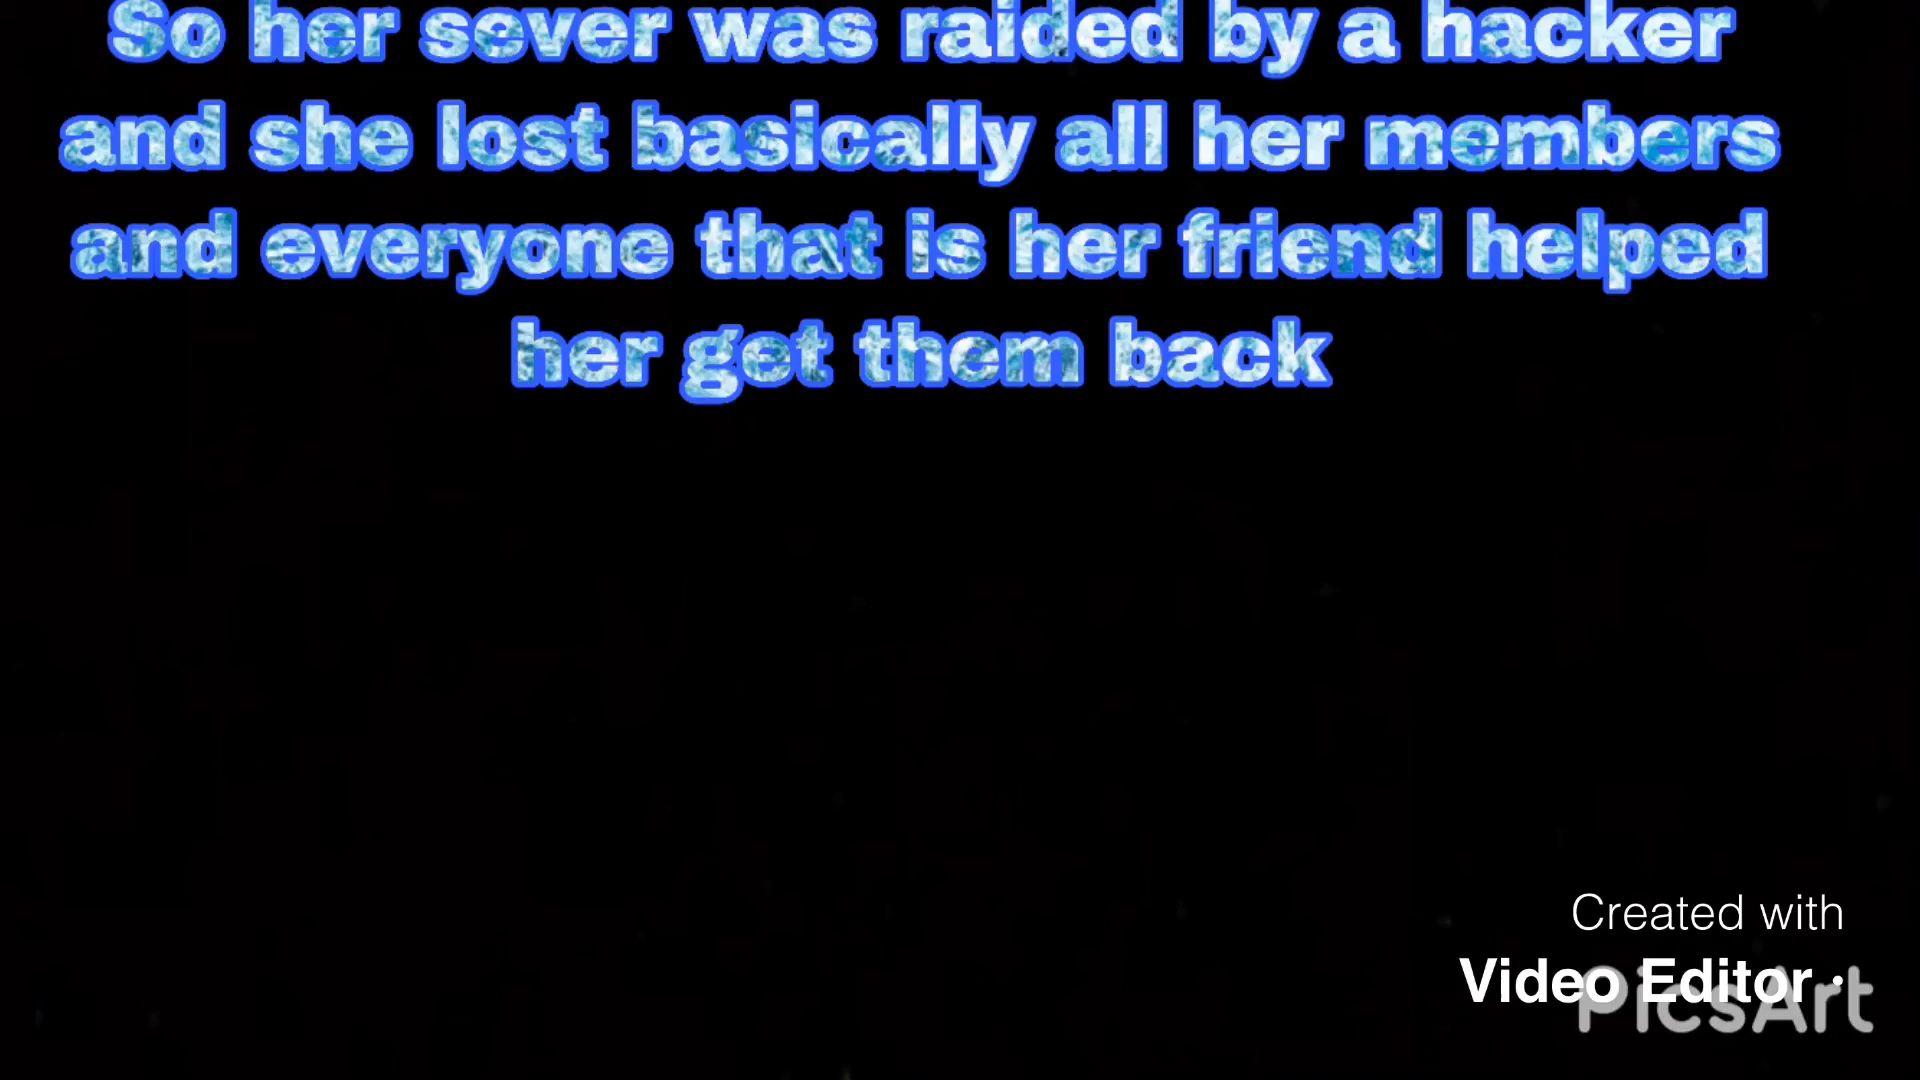 So her sever was raided by a hacker
and she lost basically all her members
and everyone that is her friend helped
her get them back
Created with
Video Editor ·
PicsArt